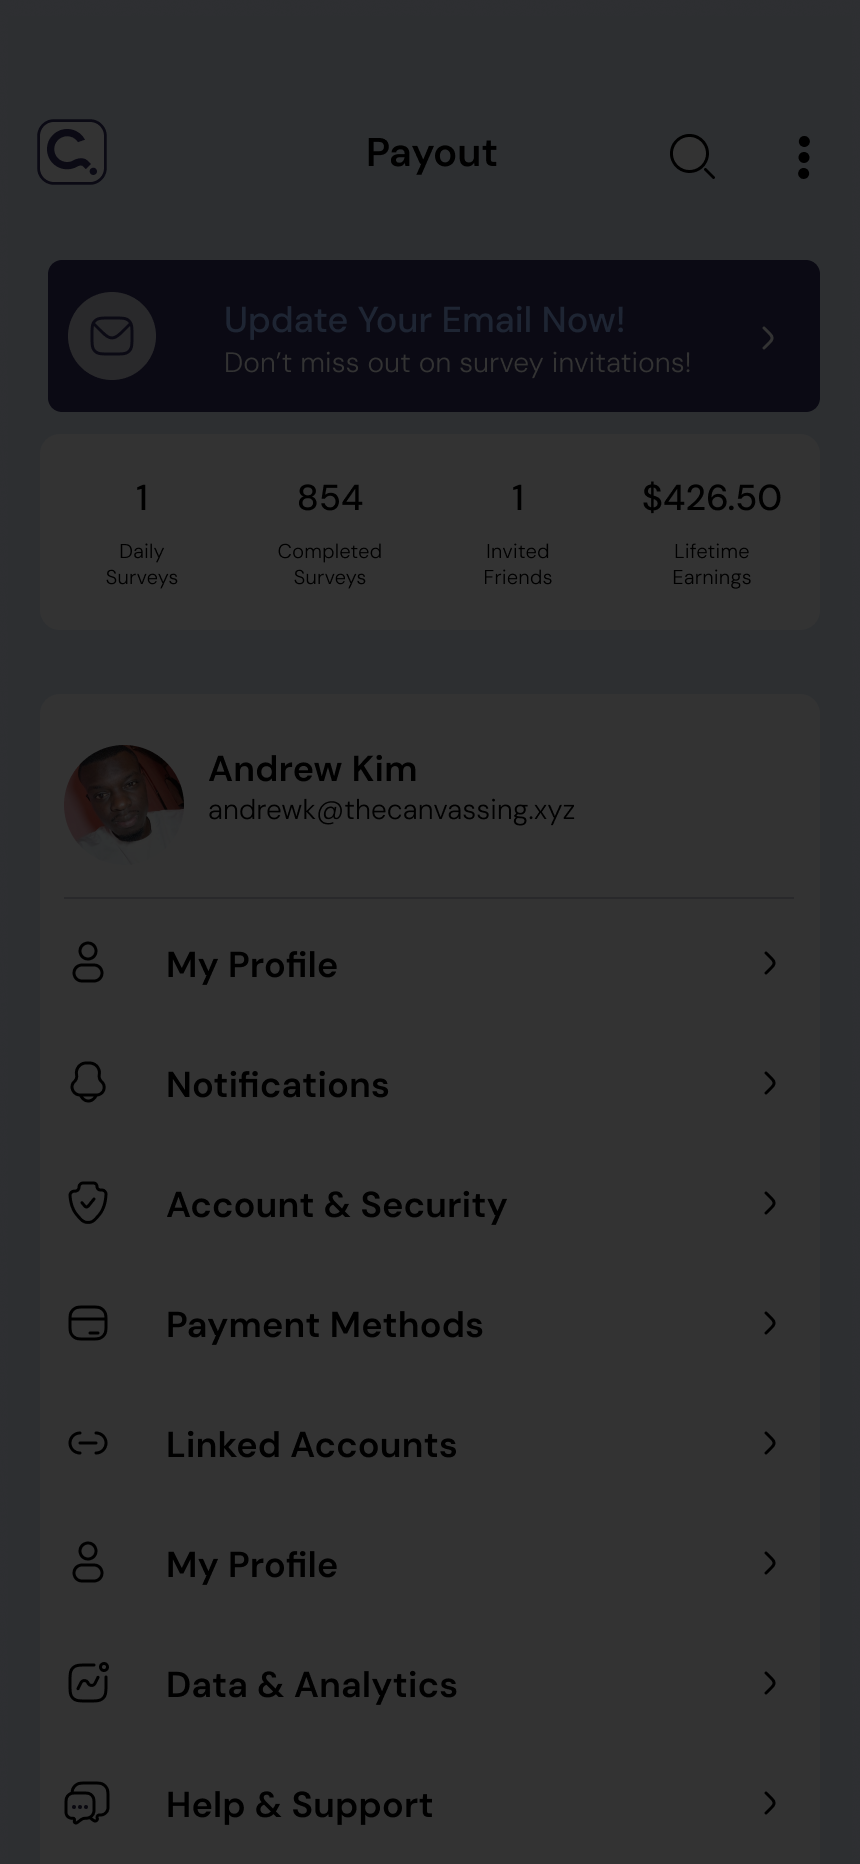 C.
Payout
Update Your Email Now!
Don’t miss out on survey invitations!
1
Daily
Surveys
854
Completed
Surveys
1
Invited
Friends
$426.50
Lifetime
Earnings
Andrew Kim
andrewk@thecanvassing.xyz
My Profile
Notifications
Account & Security
Payment Methods
Linked Accounts
My Profile
Data & Analytics
Help & Support